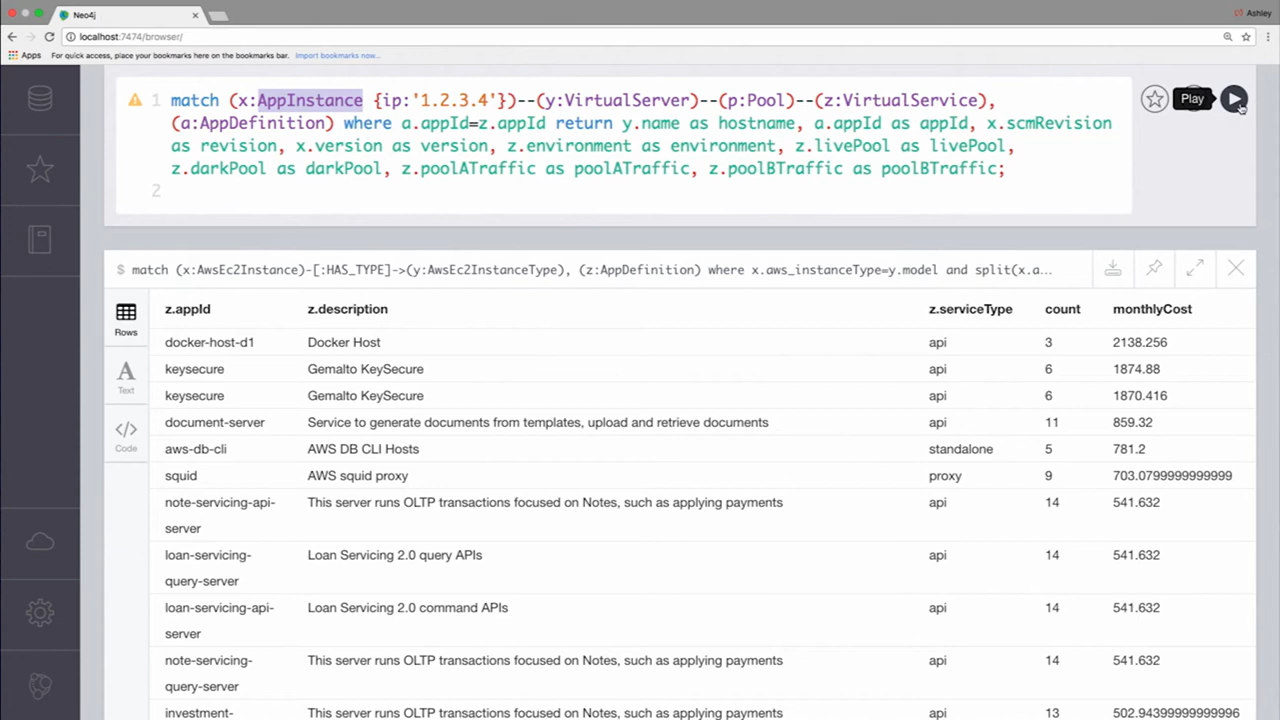 Neo4j
Ashley
localhost:7474/browser/
Apps For quick access, place your bookmarks here on the bookmarks bar. Import bookmarks now...
1 match (x:AppInstance {ip:'1.2.3.4'})--(y:VirtualServer)--(p:Pool)--(z:VirtualService),
(a:AppDefinition) where a.appId=z.appId return y.name as hostname, a.appId as appId, x.scmRevision
as revision, x.version as version, z.environment as environment, z.livePool as livePool,
z.darkPool as darkPool, z.poolATraffic as poolATraffic, z.poolBTraffic as poolBTraffic;
2
Play
$ match (x:AwsEc2Instance)-[:HAS_TYPE]->(y:AwsEc2InstanceType), (z:AppDefinition) where x.aws_instanceType=y.model and split(x.a...
Rows
A
Text
</>
Code
z.appId z.description z.serviceType count monthlyCost
docker-host-d1 Docker Host api 3 2138.256
keysecure Gemalto KeySecure api 6 1874.88
keysecure Gemalto KeySecure api 6 1870.416
document-server Service to generate documents from templates, upload and retrieve documents api 11 859.32
aws-db-cli AWS DB CLI Hosts standalone 5 781.2
squid AWS squid proxy proxy 9 703.0799999999999
note-servicing-api- This server runs OLTP transactions focused on Notes, such as applying payments api 14 541.632
server
loan-servicing- Loan Servicing 2.0 query APIs api 14 541.632
query-server
loan-servicing-api- Loan Servicing 2.0 command APIs api 14 541.632
server
note-servicing- This server runs OLTP transactions focused on Notes, such as applying payments api 14 541.632
query-server
investment- This server runs OLTP transactions focused on Notes, such as applying payments api 13 502.94399999999996